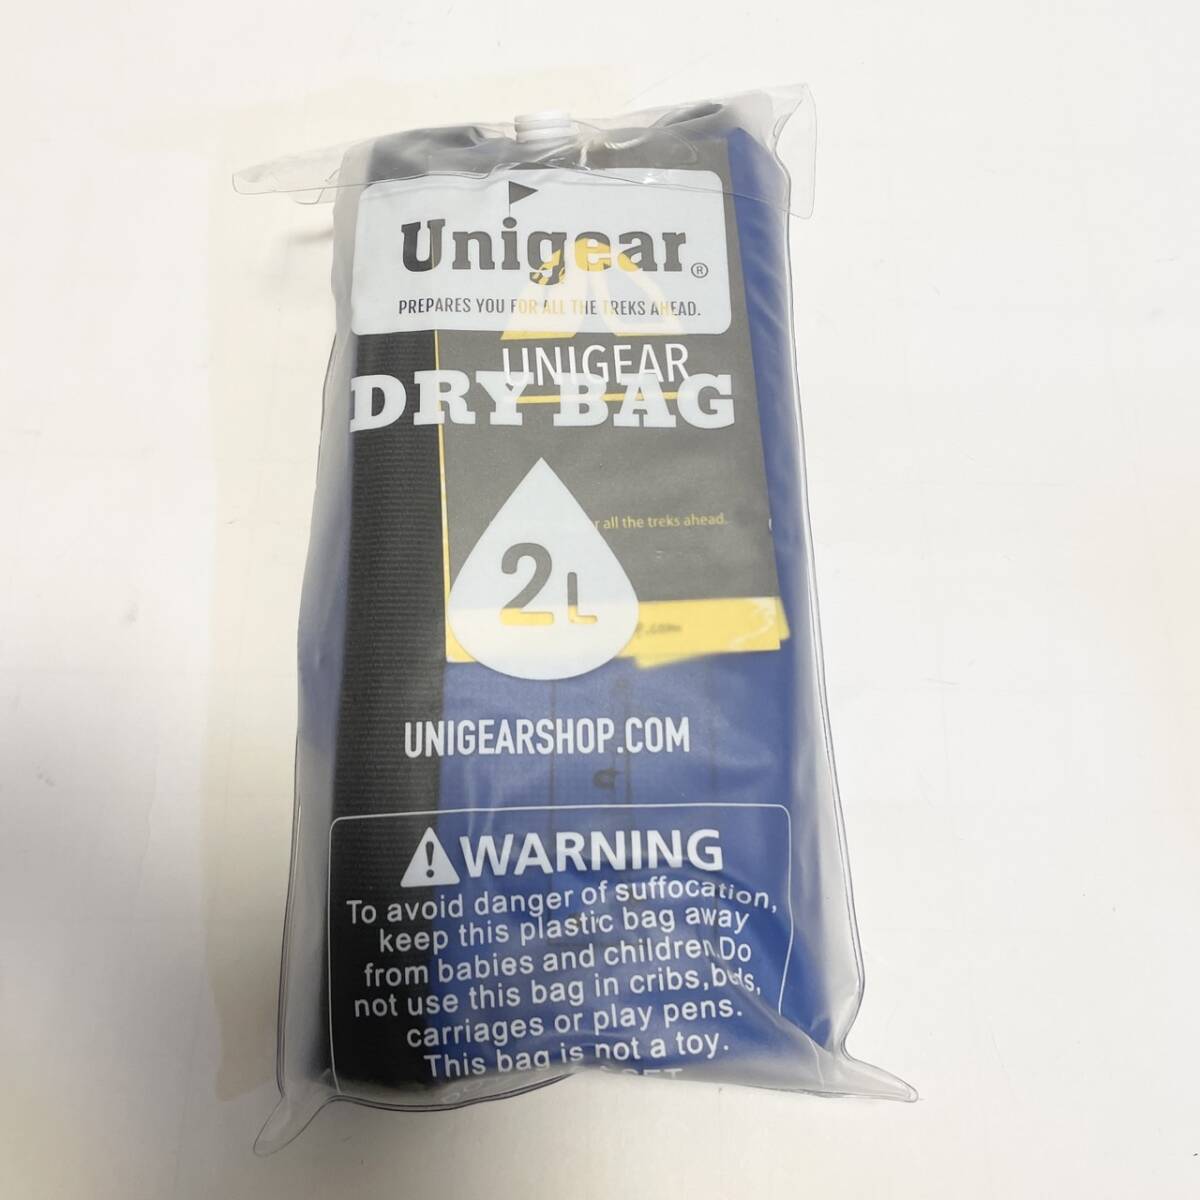 Unigear®
PREPARES YOU FOR ALL THE TREKS AHEAD.
UNIGEAR
DRY BAG
all the treks ahead.
2L
.com
UNIGEARSHOP.COM
WARNING
To avoid danger of suffocation,
keep this plastic bag away
from babies and children.Do
not use this bag in cribs,beds,
carriages or play pens.
This bag is not a toy.